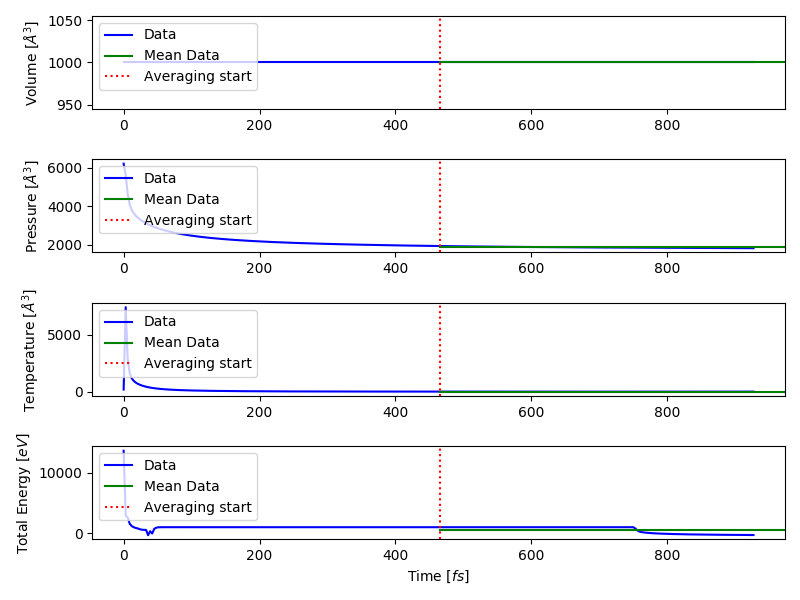 Volume [Å³]
1050
1000
950
Data
Mean Data
Averaging start
0 200 400 600 800
Pressure [Å³]
6000
4000
2000
Data
Mean Data
Averaging start
0 200 400 600 800
Temperature [Å³]
5000
0
Data
Mean Data
Averaging start
0 200 400 600 800
Total Energy [eV]
10000
0
Data
Mean Data
Averaging start
0 200 400 600 800
Time [fs]